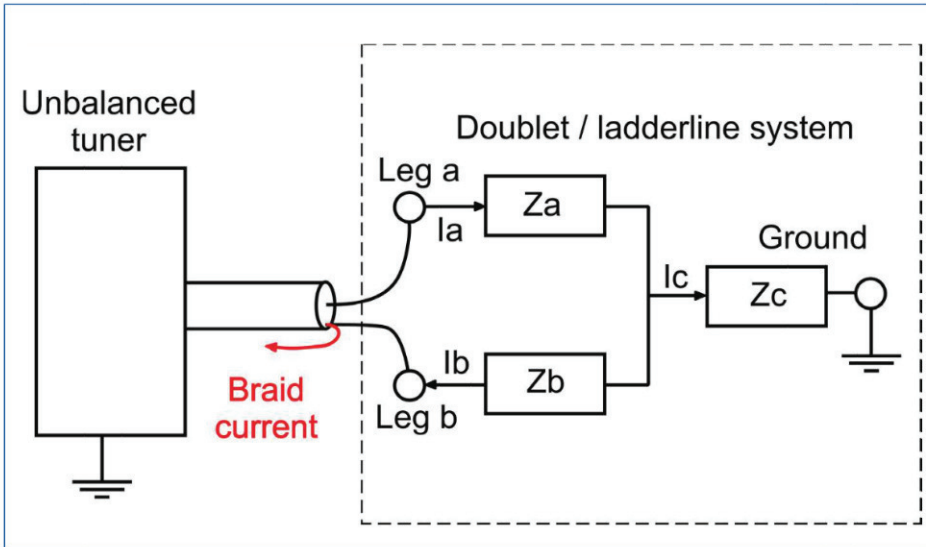 Unbalanced
tuner
Doublet / ladderline system
Leg a
Ia
Za
Ground
Ic
Zc
Ib
Zb
Leg b
Braid
current